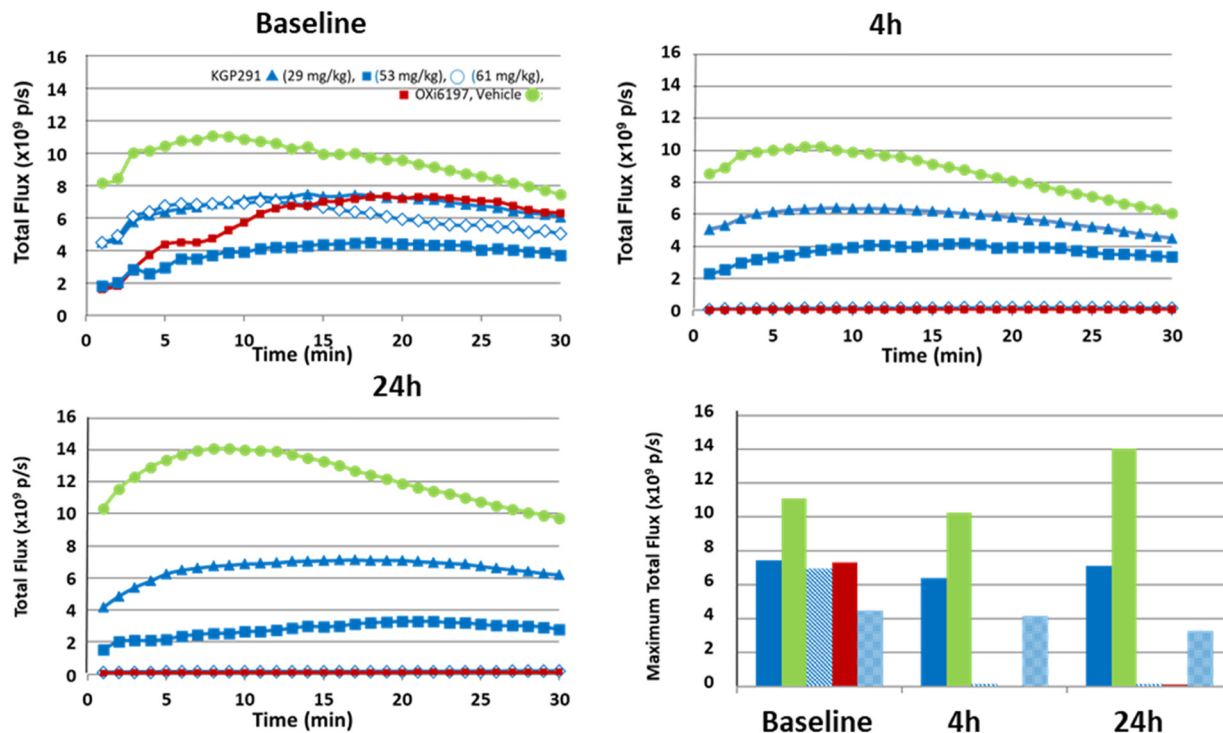 Baseline
16
14
12
10
8
6
4
2
0
Total Flux (x10⁹ p/s)
KGP291 (29 mg/kg), (53 mg/kg), (61 mg/kg),
OXi6197, Vehicle ;
0 5 10 15 20 25 30
Time (min)
4h
16
14
12
10
8
6
4
2
0
Total Flux (x10⁹ p/s)
0 5 10 15 20 25 30
Time (min)
24h
16
14
12
10
8
6
4
2
0
Total Flux (x10⁹ p/s)
0 5 10 15 20 25 30
Time (min)
16
14
12
10
8
6
4
2
0
Maximum Total Flux (x10⁹ p/s)
Baseline 4h 24h